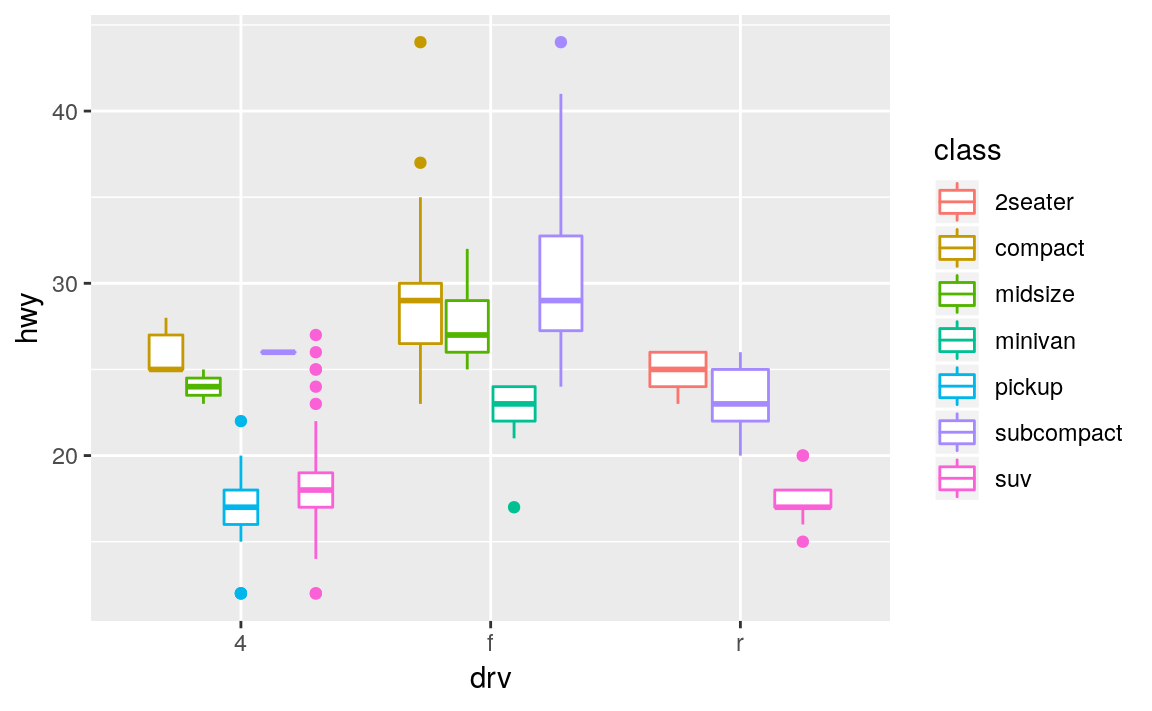 40
30
20
hwy
4
f
r
drv
class
2seater
compact
midsize
minivan
pickup
subcompact
suv